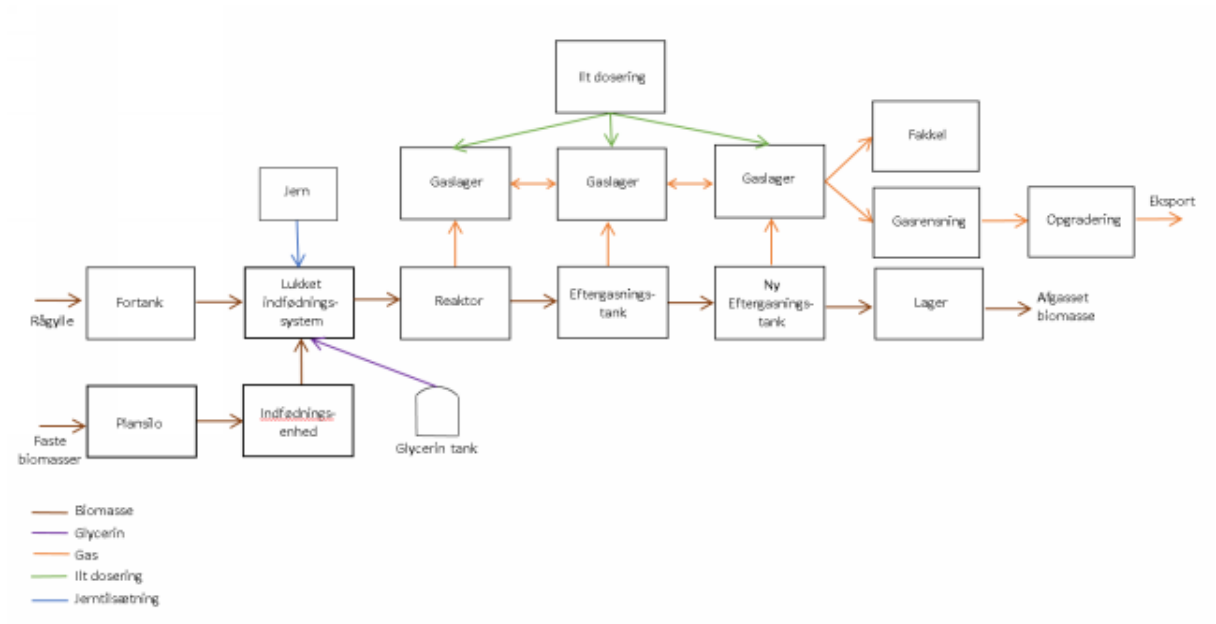 Ilt dosering
Fakkel
Gaslager
Gaslager
Gaslager
Jern
Gasrensning
Opgradering
Eksport
Rågylle
Fortank
Lukket
indfødnings-
system
Reaktor
Eftergasnings-
tank
Ny
Eftergasnings-
tank
Lager
Afgasset
biomasse
Faste
biomasser
Plansilo
Indfødnings-
enhed
Glycerin tank
Biomasse
Glycerin
Gas
Ilt dosering
Jerntilsætning